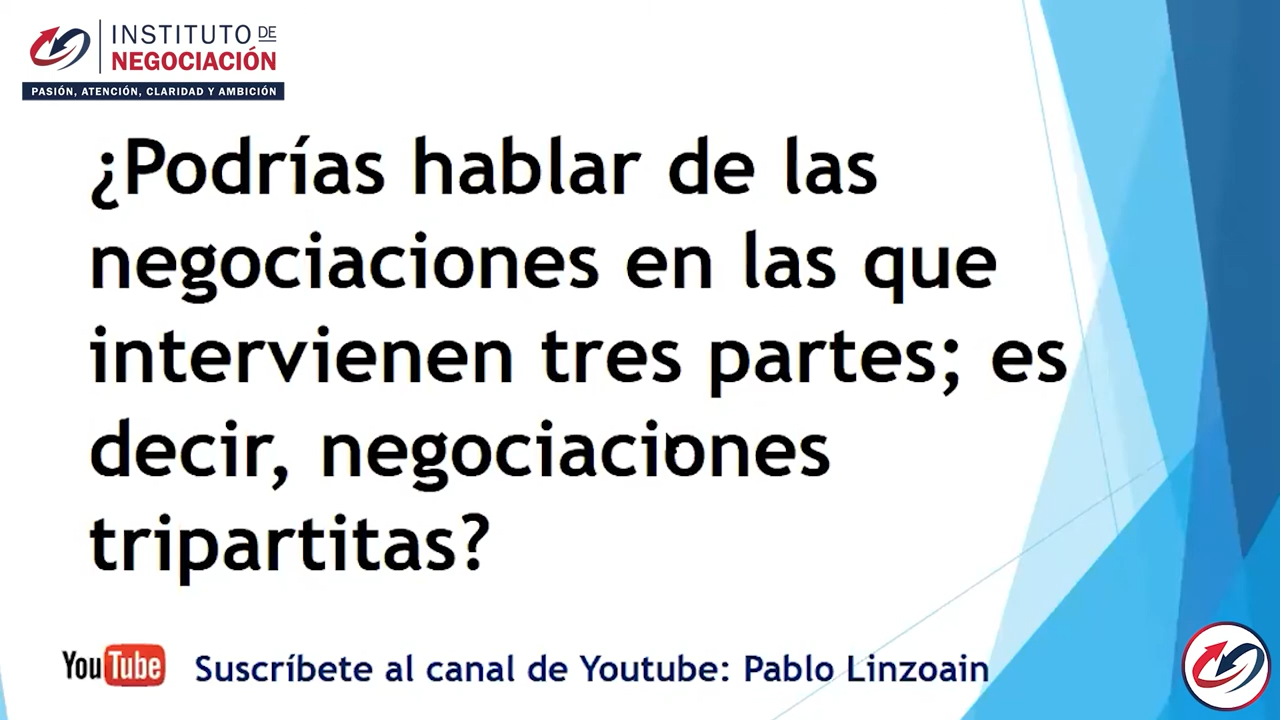 INSTITUTO DE
NEGOCIACIÓN
PASIÓN, ATENCIÓN, CLARIDAD Y AMBICIÓN
¿Podrías hablar de las
negociaciones en las que
intervienen tres partes; es
decir, negociaciones
tripartitas?
YouTube Suscríbete al canal de Youtube: Pablo Linzoain